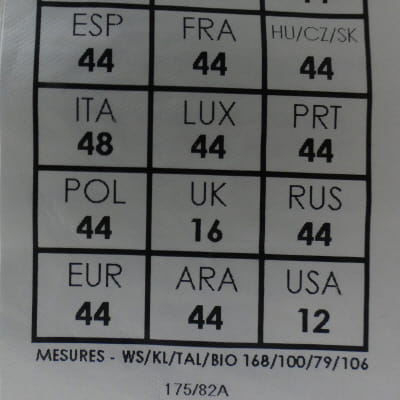 ESP FRA HU/CZ/SK
44 44 44
ITA LUX PRT
48 44 44
POL UK RUS
44 16 44
EUR ARA USA
44 44 12
MESURES - WS/KL/TAL/BIO 168/100/79/106
175/82A